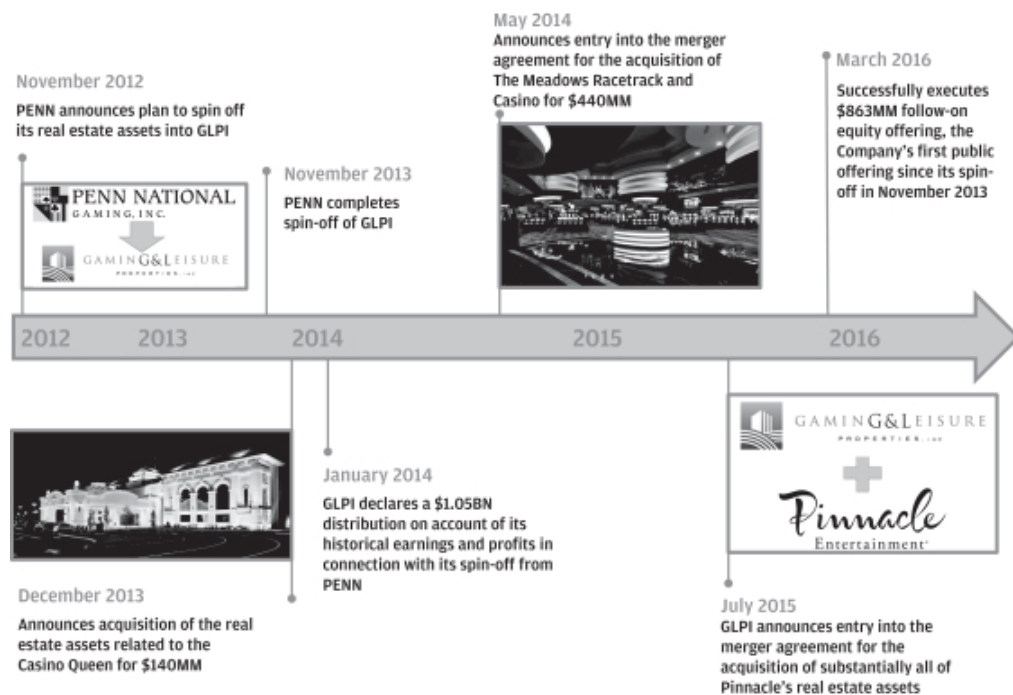 May 2014
Announces entry into the merger
agreement for the acquisition of
The Meadows Racetrack and
Casino for $440MM
March 2016
Successfully executes
$863MM follow-on
equity offering, the
Company's first public
offering since its spin-
off in November 2013
November 2012
PENN announces plan to spin off
its real estate assets into GLPI
PENN NATIONAL
GAMING, INC.
GAMING&LEISURE
PROPERTIES, INC
November 2013
PENN completes
spin-off of GLPI
2012
2013
2014
2015
2016
December 2013
Announces acquisition of the real
estate assets related to the
Casino Queen for $140MM
January 2014
GLPI declares a $1.05BN
distribution on account of its
historical earnings and profits in
connection with its spin-off from
PENN
GAMING&LEISURE
PROPERTIES, INC
Pinnacle
Entertainment
July 2015
GLPI announces entry into the
merger agreement for the
acquisition of substantially all of
Pinnacle's real estate assets